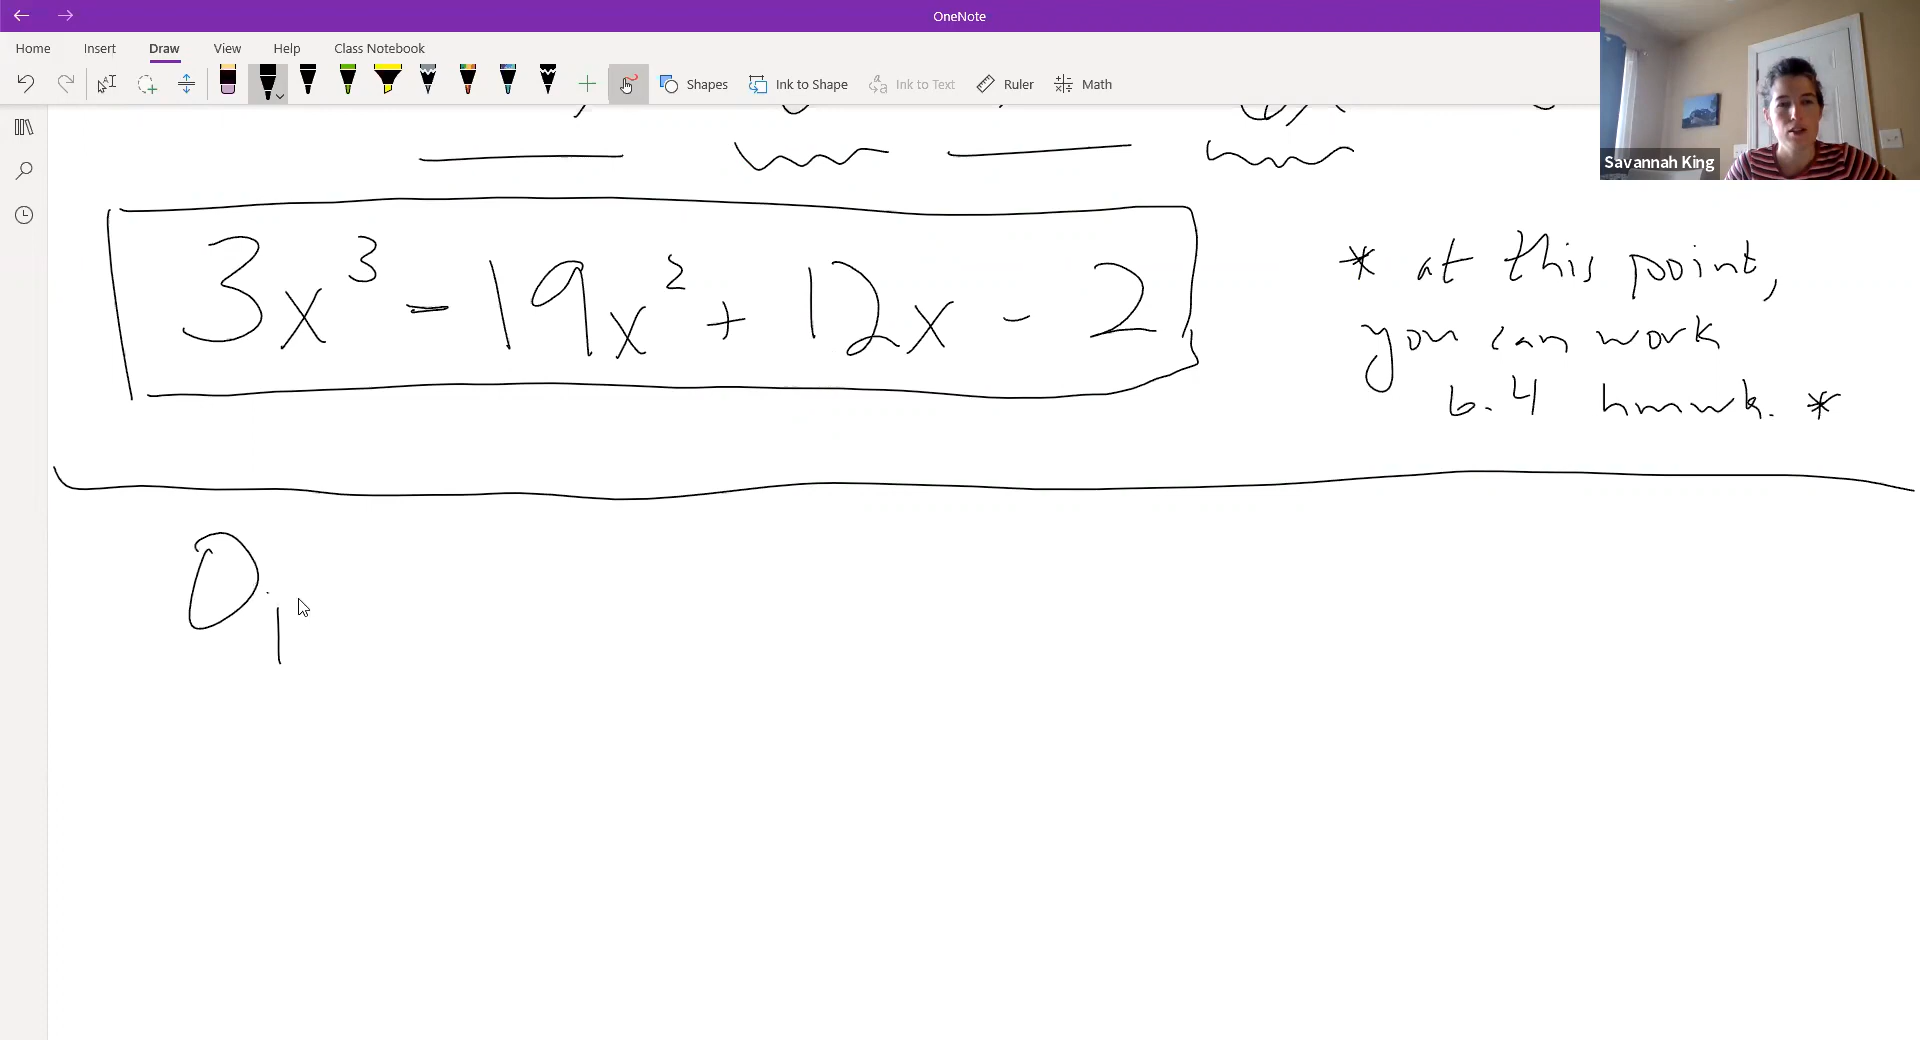 OneNote
Home Insert Draw View Help Class Notebook
Shapes Ink to Shape Ink to Text Ruler Math
Savannah King
3x³ - 19x² + 12x - 2
* at this point,
you can work
6.4 hmwk. *